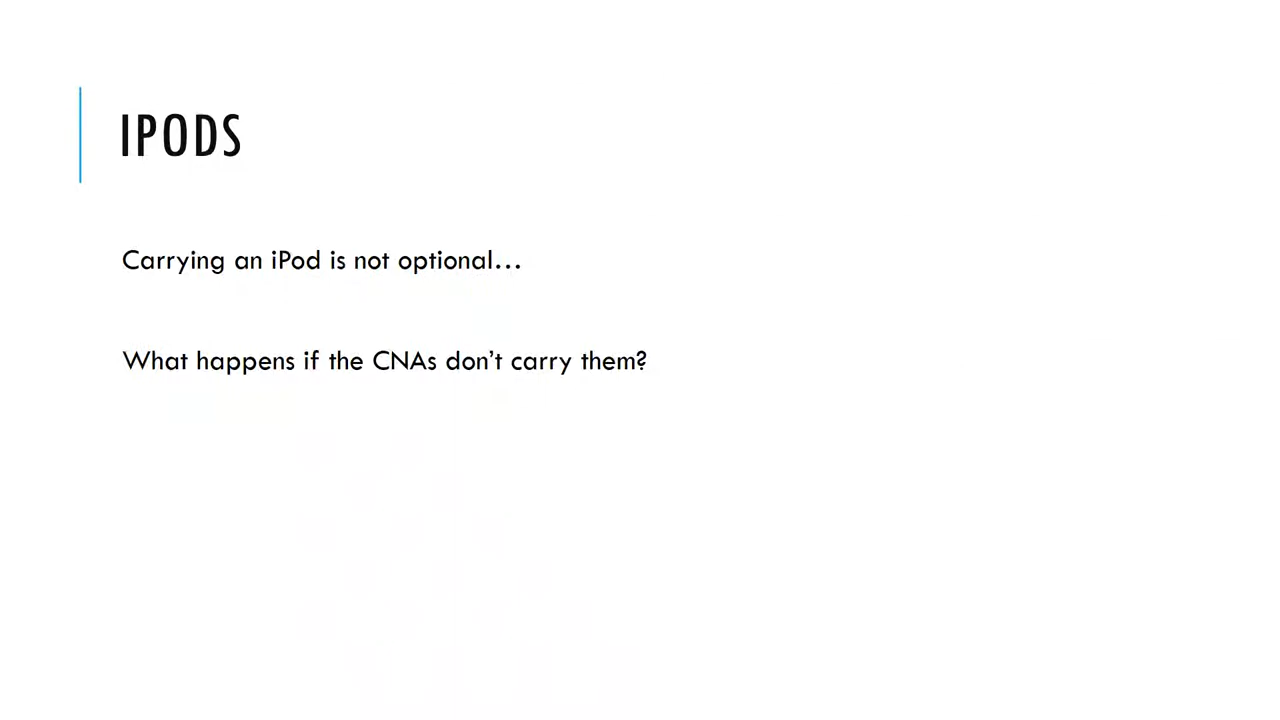 IPODS
Carrying an iPod is not optional…
What happens if the CNAs don’t carry them?